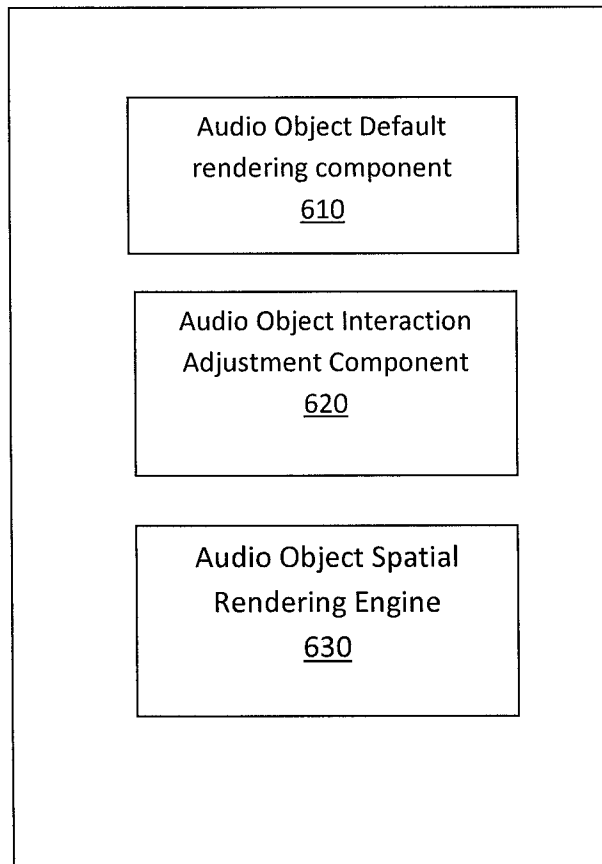 Audio Object Default
rendering component
610
Audio Object Interaction
Adjustment Component
620
Audio Object Spatial
Rendering Engine
630